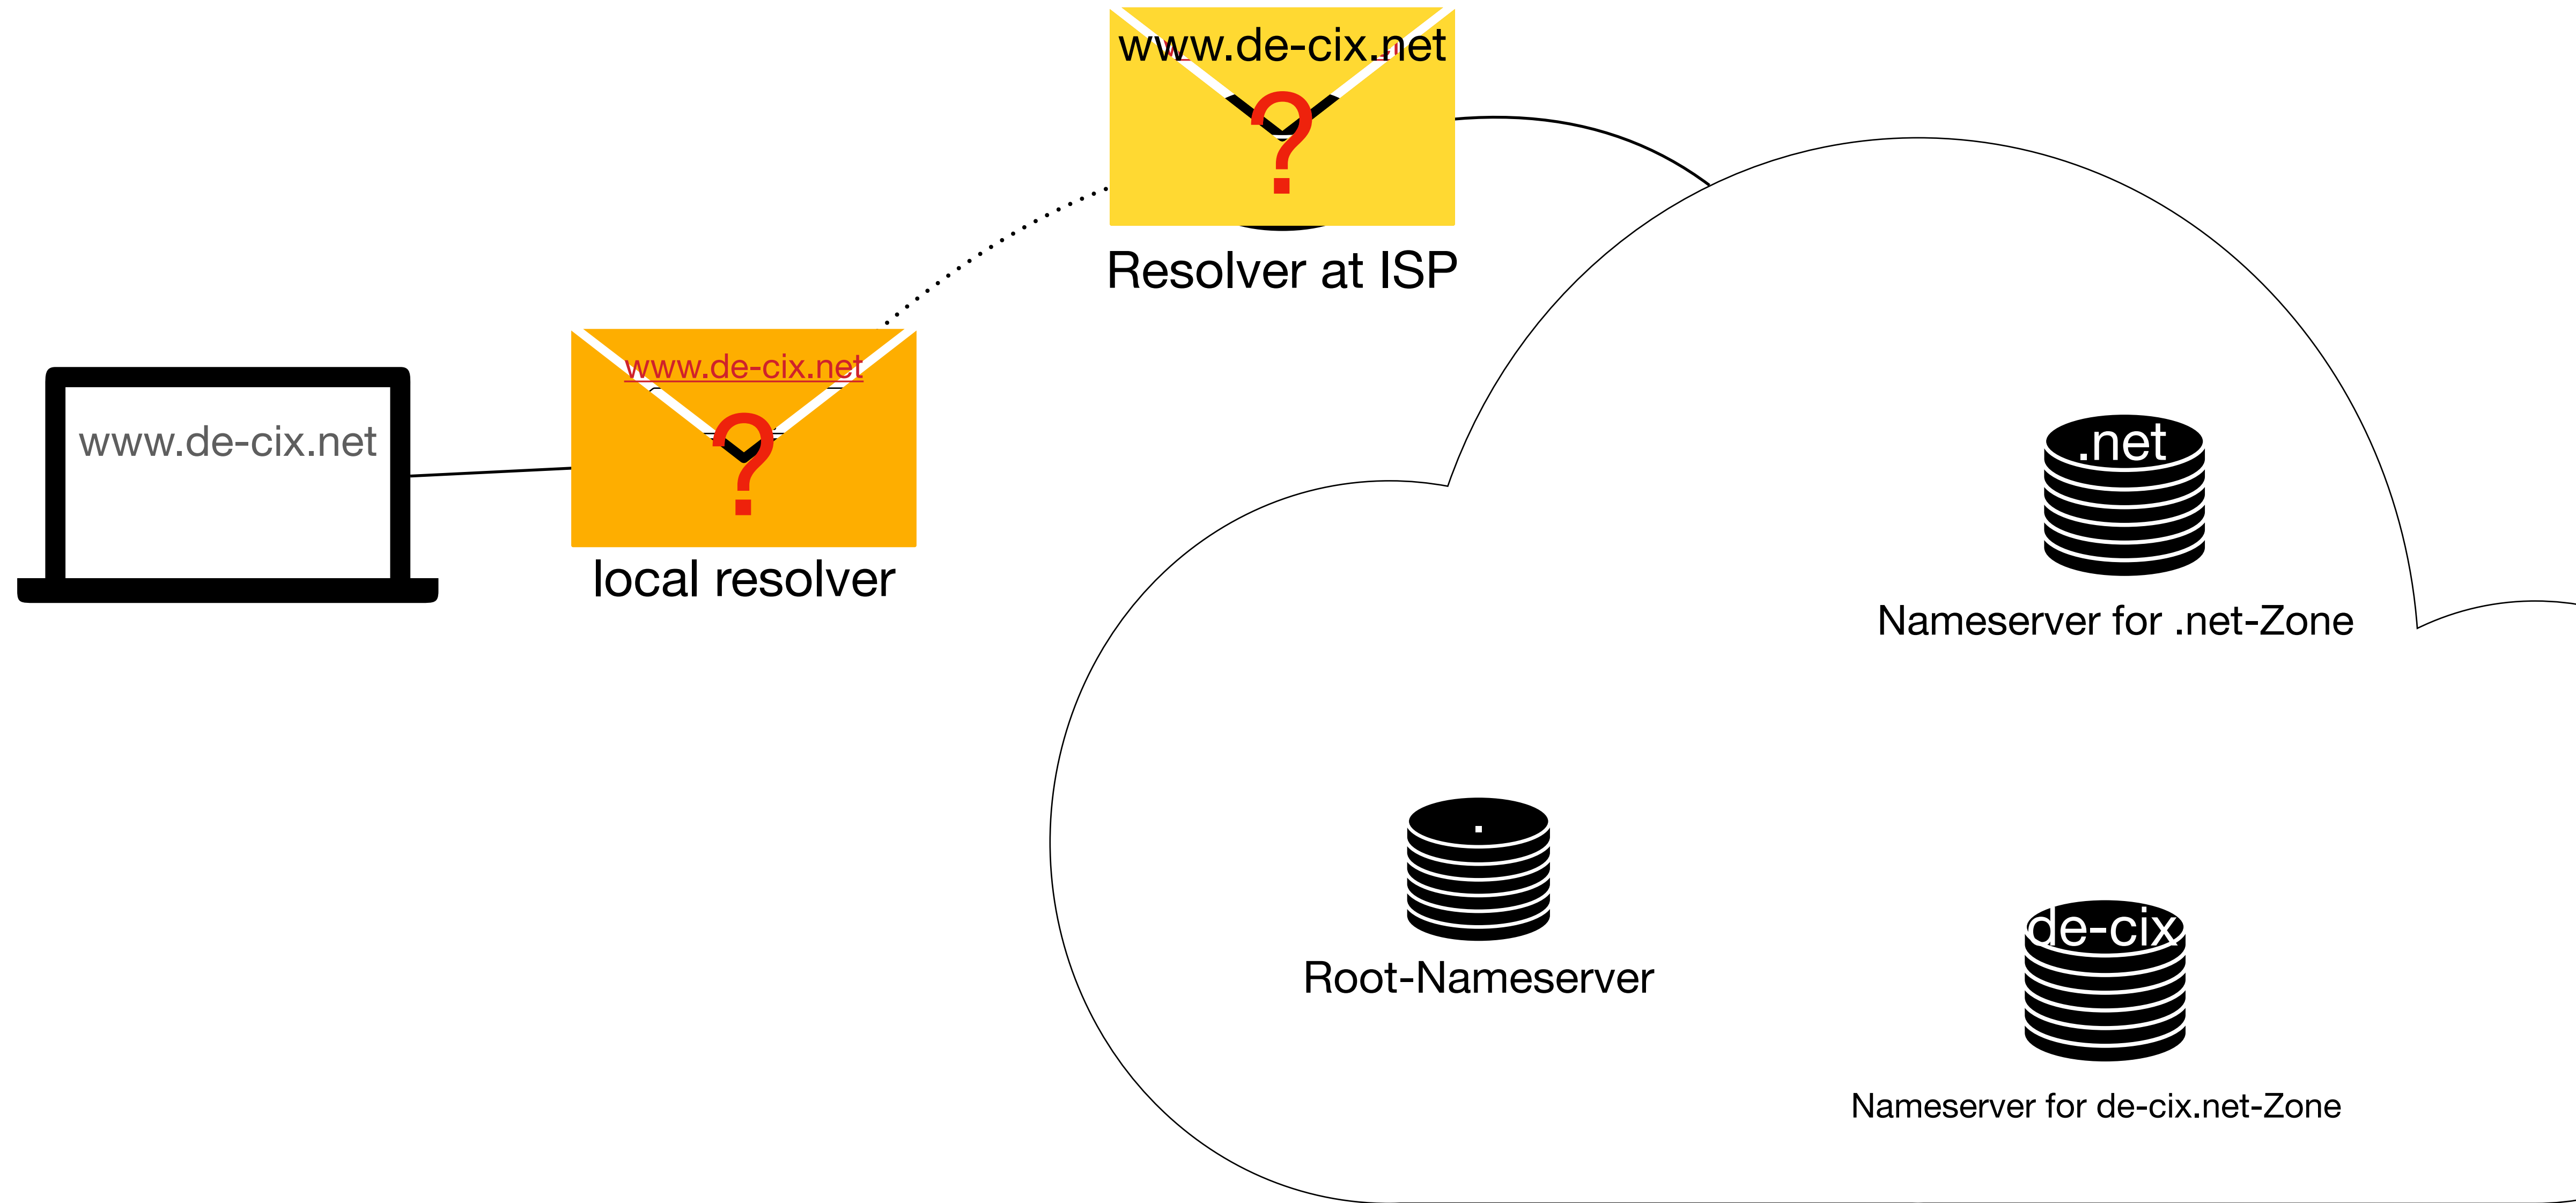 www.de-cix.net
?
Resolver at ISP
www.de-cix.net
?
local resolver
www.de-cix.net
.net
Nameserver for .net-Zone
.
Root-Nameserver
de-cix
Nameserver for de-cix.net-Zone